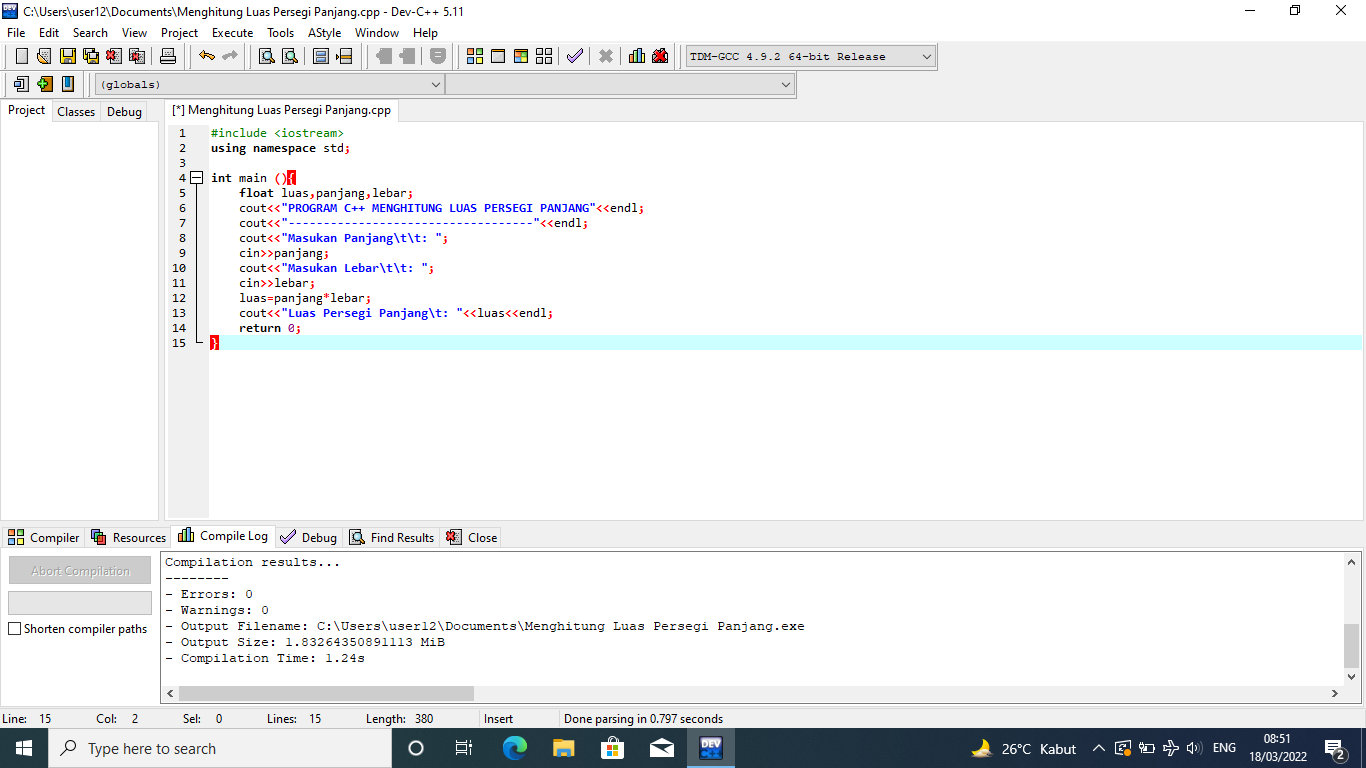 C:\Users\user12\Documents\Menghitung Luas Persegi Panjang.cpp - Dev-C++ 5.11
File Edit Search View Project Execute Tools AStyle Window Help
TDM-GCC 4.9.2 64-bit Release
(globals)
Project Classes Debug
[*] Menghitung Luas Persegi Panjang.cpp
1 #include <iostream>
2 using namespace std;
3
4 int main (){
5 float luas,panjang,lebar;
6 cout<<"PROGRAM C++ MENGHITUNG LUAS PERSEGI PANJANG"<<endl;
7 cout<<"-----------------------------------"<<endl;
8 cout<<"Masukan Panjang\t\t: ";
9 cin>>panjang;
10 cout<<"Masukan Lebar\t\t: ";
11 cin>>lebar;
12 luas=panjang*lebar;
13 cout<<"Luas Persegi Panjang\t: "<<luas<<endl;
14 return 0;
15 }
Compiler Resources Compile Log Debug Find Results Close
Abort Compilation
Shorten compiler paths
Compilation results...
--------
- Errors: 0
- Warnings: 0
- Output Filename: C:\Users\user12\Documents\Menghitung Luas Persegi Panjang.exe
- Output Size: 1.83264350891113 MiB
- Compilation Time: 1.24s
Line: 15 Col: 2 Sel: 0 Lines: 15 Length: 380 Insert Done parsing in 0.797 seconds
Type here to search
DEV
26°C Kabut
ENG
08:51
18/03/2022
2